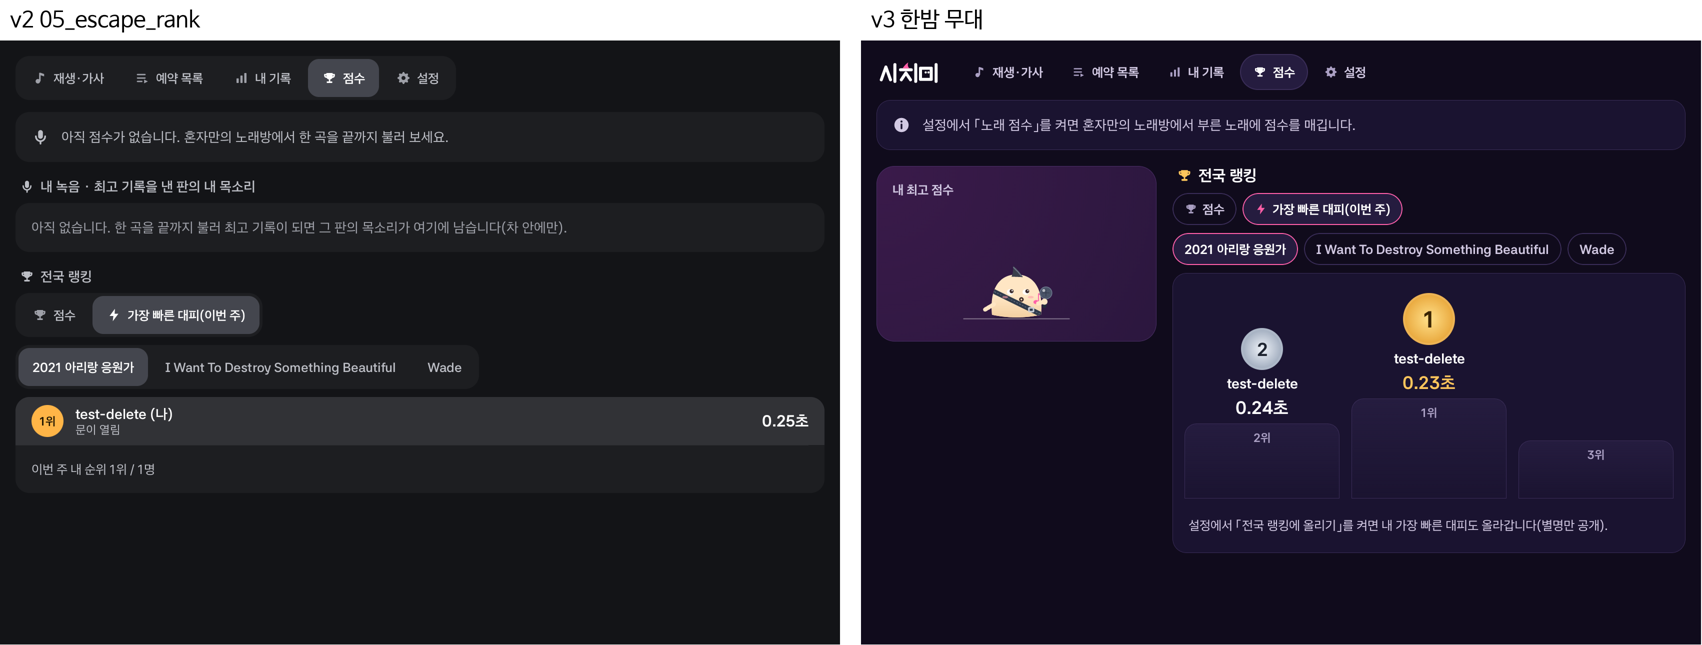 v2 05_escape_rank
재생·가사 예약 목록 내 기록 점수 설정
아직 점수가 없습니다. 혼자만의 노래방에서 한 곡을 끝까지 불러 보세요.
내 녹음 · 최고 기록을 낸 판의 내 목소리
아직 없습니다. 한 곡을 끝까지 불러 최고 기록이 되면 그 판의 목소리가 여기에 남습니다(차 안에만).
전국 랭킹
점수 가장 빠른 대피(이번 주)
2021 아리랑 응원가 I Want To Destroy Something Beautiful Wade
1위 test-delete (나) 0.25초
문이 열림
이번 주 내 순위 1위 / 1명
v3 한밤 무대
시치미 재생·가사 예약 목록 내 기록 점수 설정
설정에서 「노래 점수」를 켜면 혼자만의 노래방에서 부른 노래에 점수를 매깁니다.
내 최고 점수
전국 랭킹
점수 가장 빠른 대피(이번 주)
2021 아리랑 응원가 I Want To Destroy Something Beautiful Wade
1
test-delete
0.23초
1위
2
test-delete
0.24초
2위
3위
설정에서 「전국 랭킹에 올리기」를 켜면 내 가장 빠른 대피도 올라갑니다(별명만 공개).